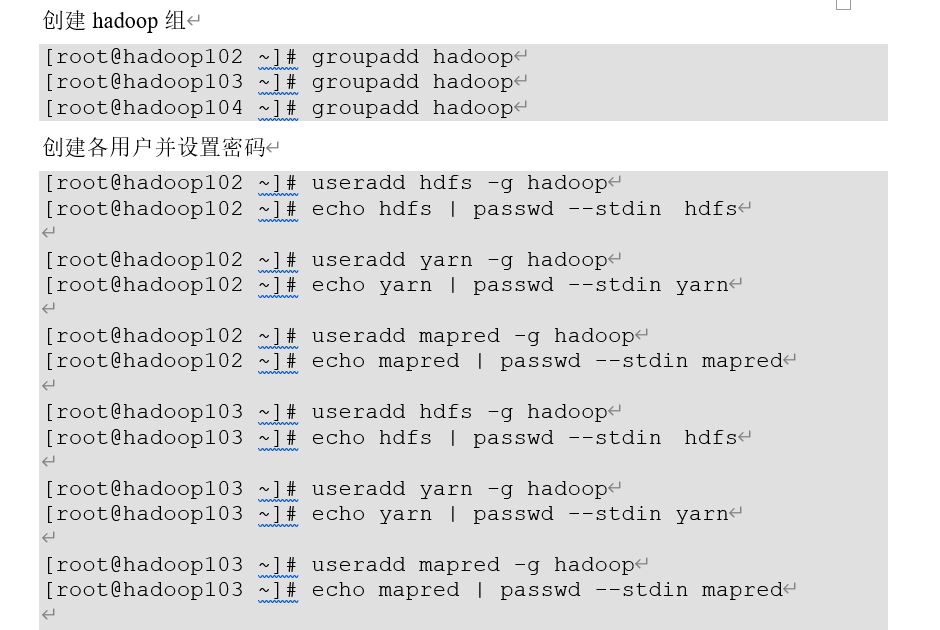 创建 hadoop 组
[root@hadoop102 ~]# groupadd hadoop
[root@hadoop103 ~]# groupadd hadoop
[root@hadoop104 ~]# groupadd hadoop
创建各用户并设置密码
[root@hadoop102 ~]# useradd hdfs -g hadoop
[root@hadoop102 ~]# echo hdfs | passwd --stdin  hdfs
[root@hadoop102 ~]# useradd yarn -g hadoop
[root@hadoop102 ~]# echo yarn | passwd --stdin yarn
[root@hadoop102 ~]# useradd mapred -g hadoop
[root@hadoop102 ~]# echo mapred | passwd --stdin mapred
[root@hadoop103 ~]# useradd hdfs -g hadoop
[root@hadoop103 ~]# echo hdfs | passwd --stdin  hdfs
[root@hadoop103 ~]# useradd yarn -g hadoop
[root@hadoop103 ~]# echo yarn | passwd --stdin yarn
[root@hadoop103 ~]# useradd mapred -g hadoop
[root@hadoop103 ~]# echo mapred | passwd --stdin mapred